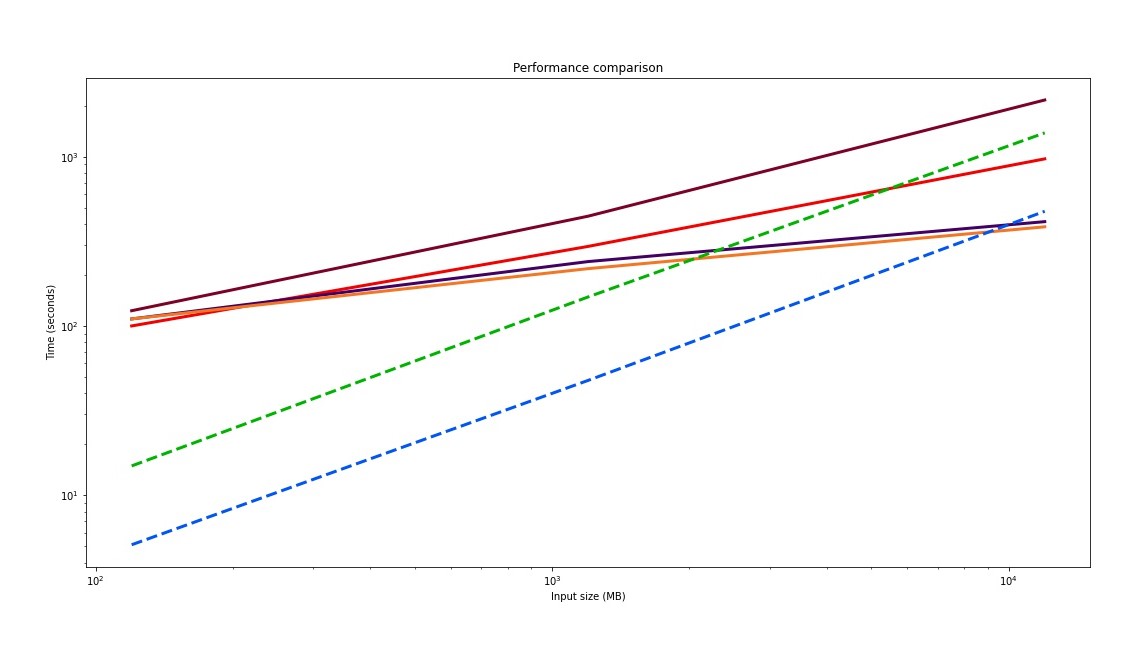 Performance comparison
Time (seconds)
10³
10²
10¹
10² 10³ 10⁴
Input size (MB)